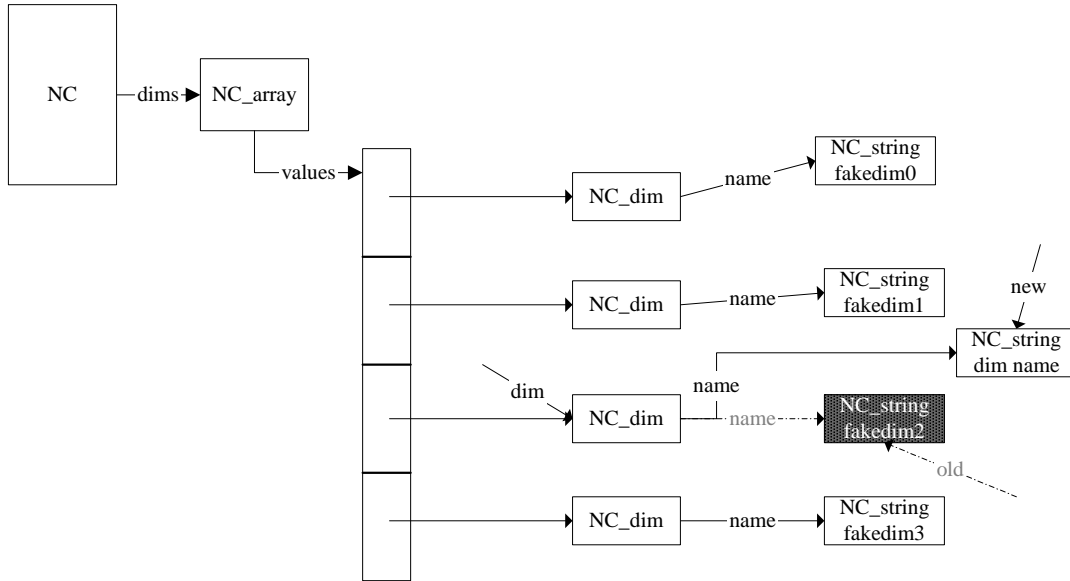 NC
dims
NC_array
values
NC_dim
name
NC_string
fakedim0
NC_dim
name
NC_string
fakedim1
new
NC_string
dim name
dim
NC_dim
name
name
NC_string
fakedim2
old
NC_dim
name
NC_string
fakedim3